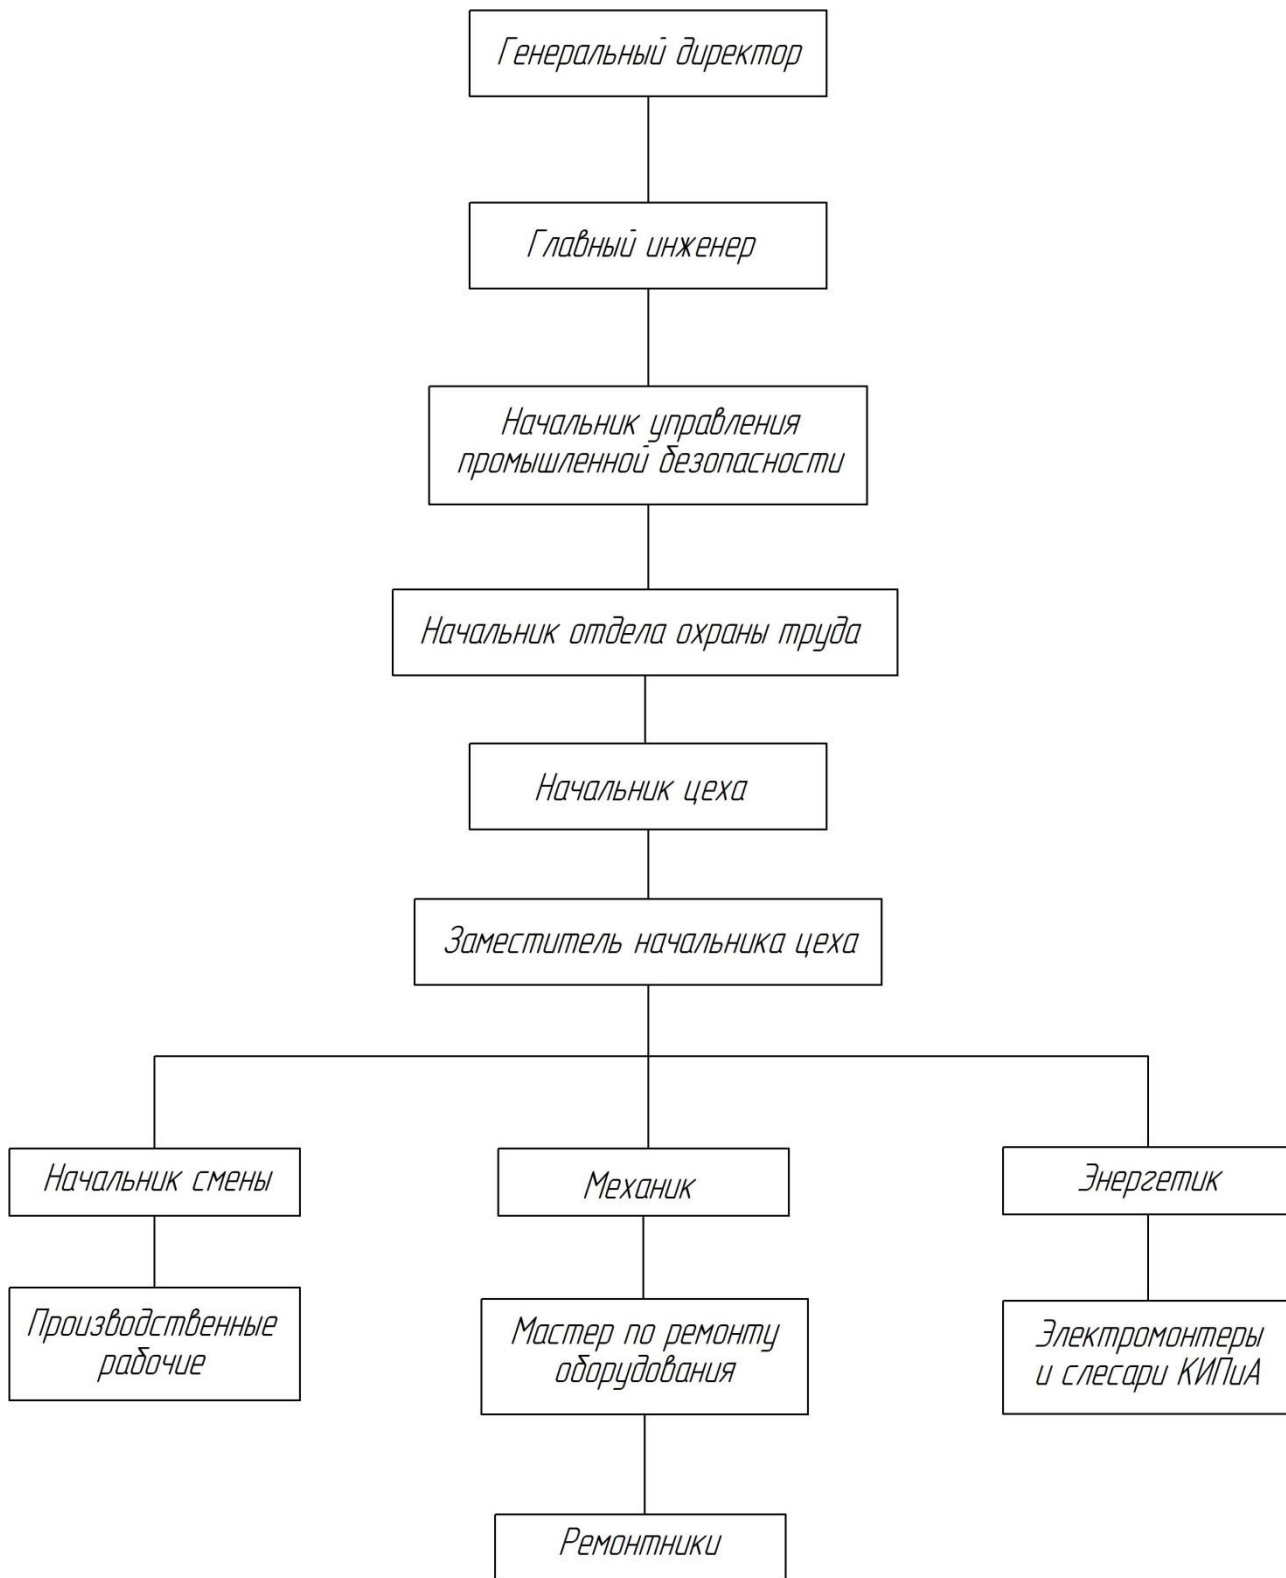 Генеральный директор
Главный инженер
Начальник управления
промышленной безопасности
Начальник отдела охраны труда
Начальник цеха
Заместитель начальника цеха
Начальник смены
Механик
Энергетик
Производственные
рабочие
Мастер по ремонту
оборудования
Электромонтеры
и слесари КИПиА
Ремонтники